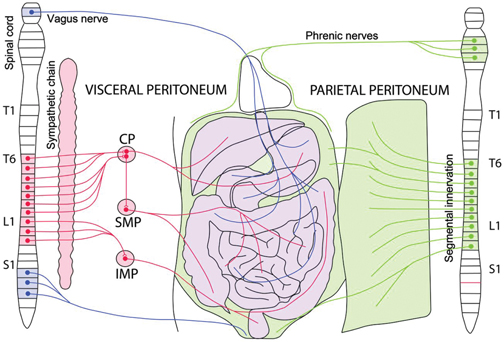 Vagus nerve
Phrenic nerves
Spinal cord
Sympathetic chain
VISCERAL PERITONEUM
PARIETAL PERITONEUM
T1
T1
CP
T6
T6
SMP
L1
L1
Segmental innervation
IMP
S1
S1